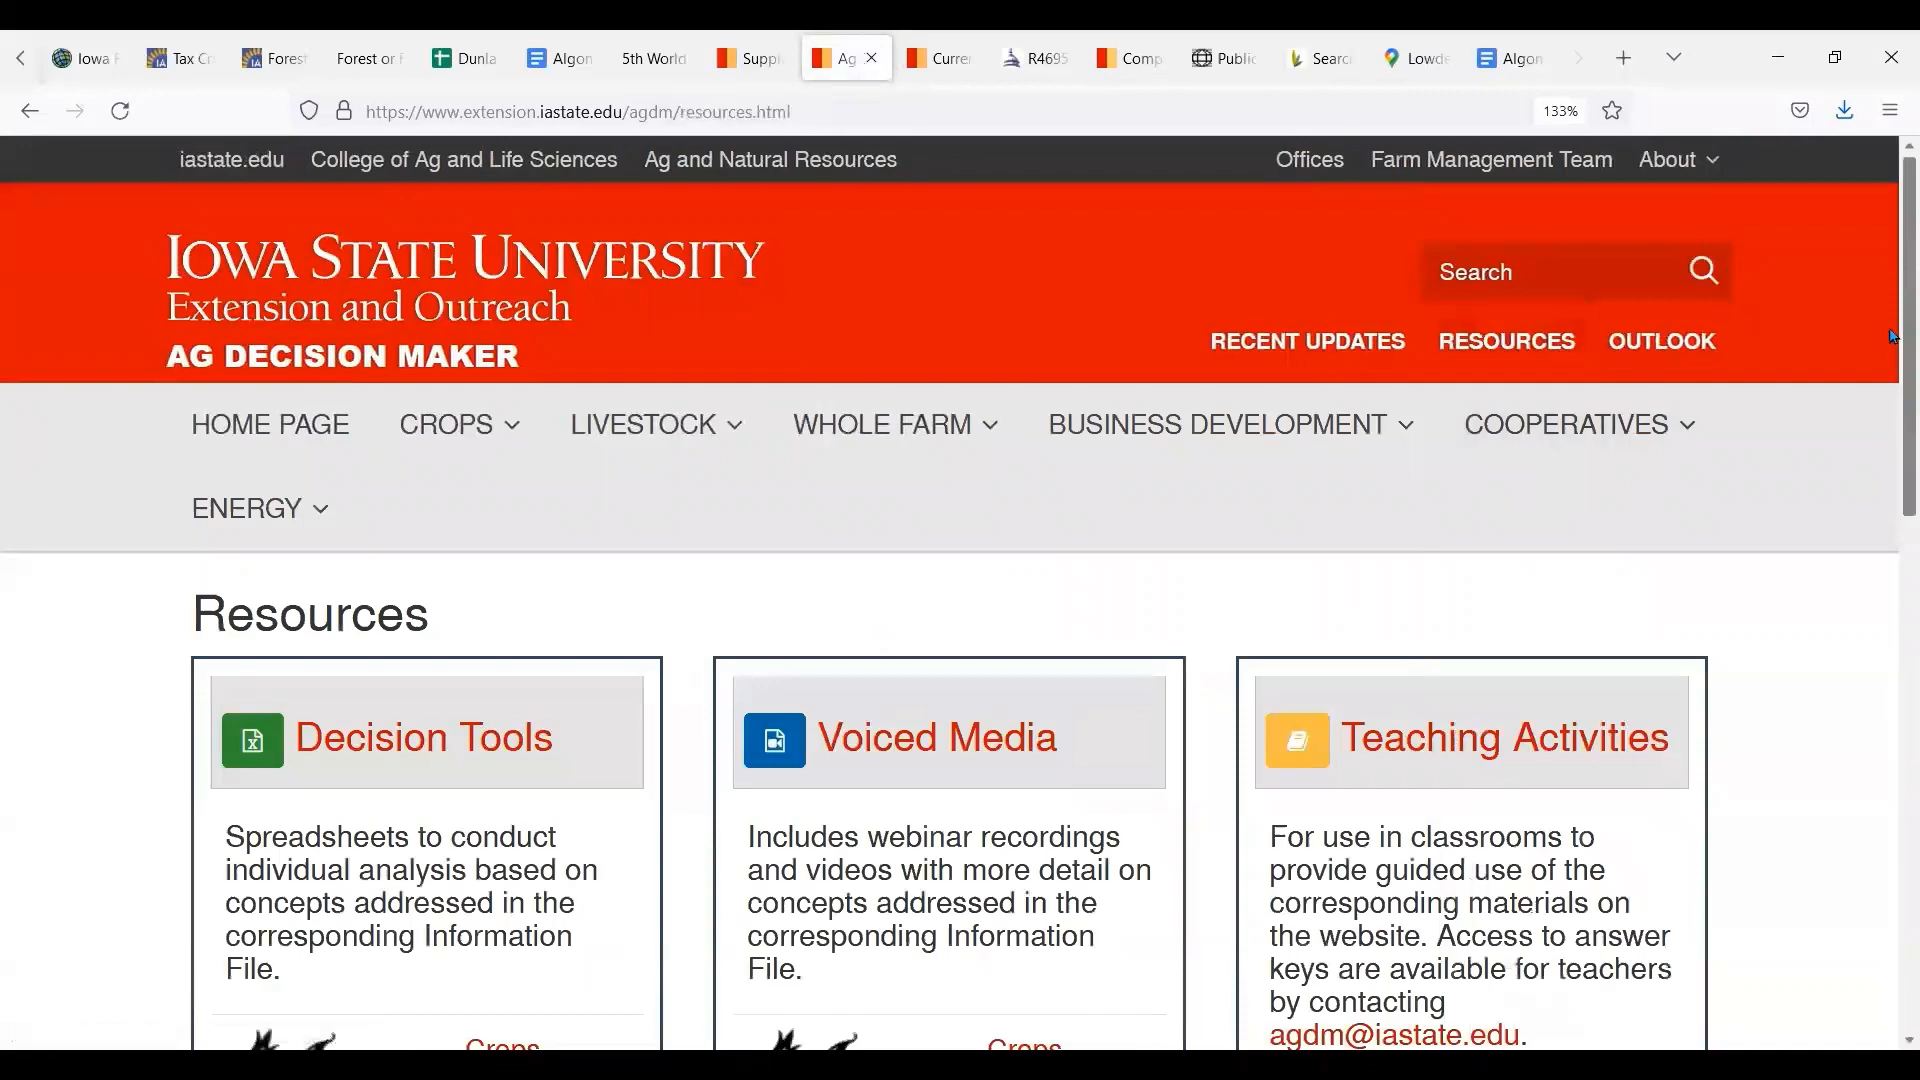 Iowa
Tax
Forest
Forest or
Dunla
Algon
5th World
Suppl
Ag
Curre
R4695
Comp
Public
Search
Lowde
Algon
https://www.extension.iastate.edu/agdm/resources.html
133%
iastate.edu College of Ag and Life Sciences Ag and Natural Resources
Offices Farm Management Team About
IOWA STATE UNIVERSITY
Extension and Outreach
AG DECISION MAKER
Search
RECENT UPDATES RESOURCES OUTLOOK
HOME PAGE CROPS LIVESTOCK WHOLE FARM BUSINESS DEVELOPMENT COOPERATIVES
ENERGY
Resources
Decision Tools
Spreadsheets to conduct
individual analysis based on
concepts addressed in the
corresponding Information
File.
Crops
Voiced Media
Includes webinar recordings
and videos with more detail on
concepts addressed in the
corresponding Information
File.
Crops
Teaching Activities
For use in classrooms to
provide guided use of the
corresponding materials on
the website. Access to answer
keys are available for teachers
by contacting
agdm@iastate.edu.